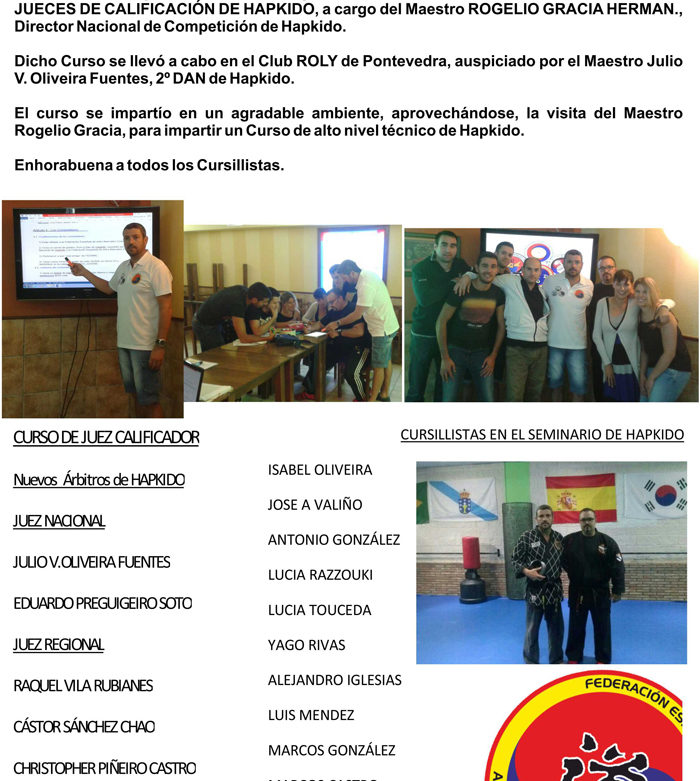 JUECES DE CALIFICACIÓN DE HAPKIDO, a cargo del Maestro ROGELIO GRACIA HERMAN.,
Director Nacional de Competición de Hapkido.
Dicho Curso se llevó a cabo en el Club ROLY de Pontevedra, auspiciado por el Maestro Julio
V. Oliveira Fuentes, 2º DAN de Hapkido.
El curso se impartío en un agradable ambiente, aprovechándose, la visita del Maestro
Rogelio Gracia, para impartir un Curso de alto nivel técnico de Hapkido.
Enhorabuena a todos los Cursillistas.
CURSO DE JUEZ CALIFICADOR
Nuevos Árbitros de HAPKIDO
JUEZ NACIONAL
JULIO V.OLIVEIRA FUENTES
EDUARDO PREGUIGEIRO SOTO
JUEZ REGIONAL
RAQUEL VILA RUBIANES
CÁSTOR SÁNCHEZ CHAO
CHRISTOPHER PIÑEIRO CASTRO
ISABEL OLIVEIRA
JOSE A VALIÑO
ANTONIO GONZÁLEZ
LUCIA RAZZOUKI
LUCIA TOUCEDA
YAGO RIVAS
ALEJANDRO IGLESIAS
LUIS MENDEZ
MARCOS GONZÁLEZ
CURSILLISTAS EN EL SEMINARIO DE HAPKIDO
FEDERACIÓN ES